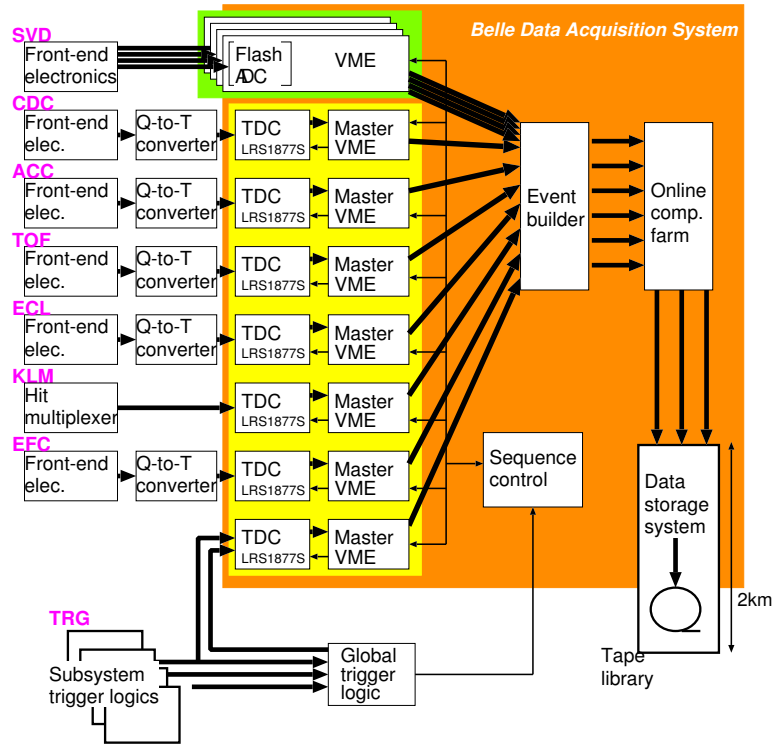 Belle Data Acquisition System
SVD
Front-end
electronics
Flash
ADC
VME
CDC
Front-end
elec.
Q-to-T
converter
TDC
LRS1877S
Master
VME
ACC
Front-end
elec.
Q-to-T
converter
TDC
LRS1877S
Master
VME
TOF
Front-end
elec.
Q-to-T
converter
TDC
LRS1877S
Master
VME
ECL
Front-end
elec.
Q-to-T
converter
TDC
LRS1877S
Master
VME
KLM
Hit
multiplexer
TDC
LRS1877S
Master
VME
EFC
Front-end
elec.
Q-to-T
converter
TDC
LRS1877S
Master
VME
TDC
LRS1877S
Master
VME
Event
builder
Online
comp.
farm
Sequence
control
Data
storage
system
2km
Tape
library
TRG
Subsystem
trigger logics
Global
trigger
logic